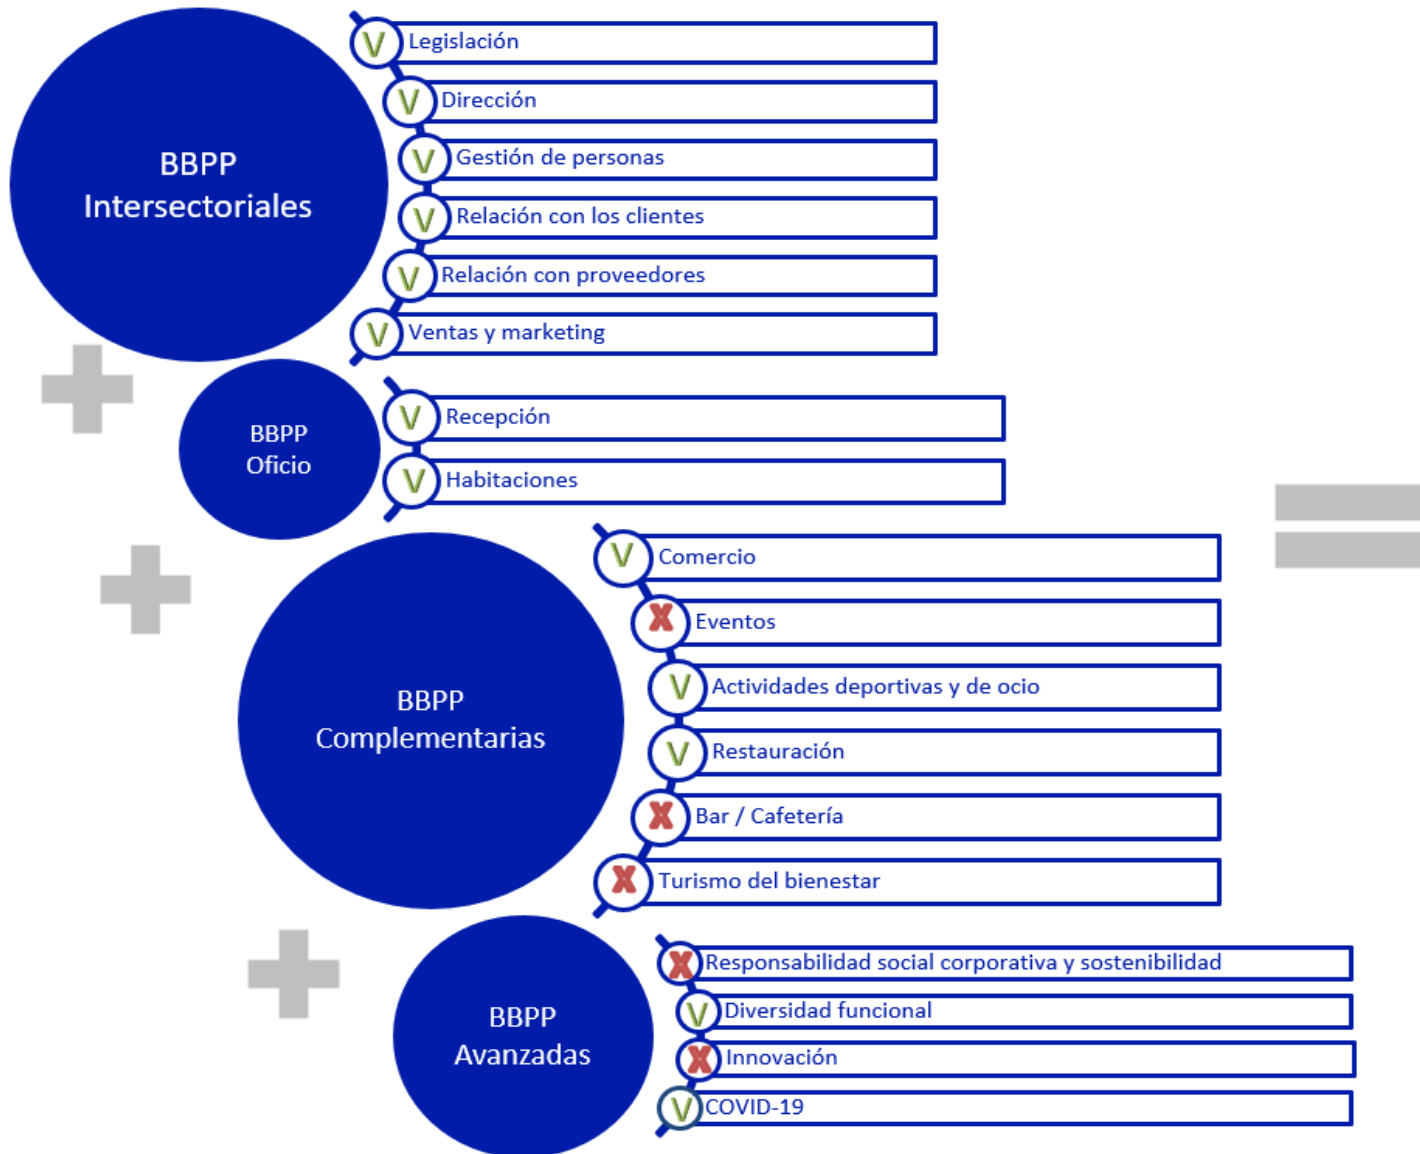 BBPP
Intersectoriales
V Legislación
V Dirección
V Gestión de personas
V Relación con los clientes
V Relación con proveedores
V Ventas y marketing
BBPP
Oficio
V Recepción
V Habitaciones
BBPP
Complementarias
V Comercio
X Eventos
V Actividades deportivas y de ocio
V Restauración
X Bar / Cafetería
X Turismo del bienestar
BBPP
Avanzadas
X Responsabilidad social corporativa y sostenibilidad
V Diversidad funcional
X Innovación
V COVID-19